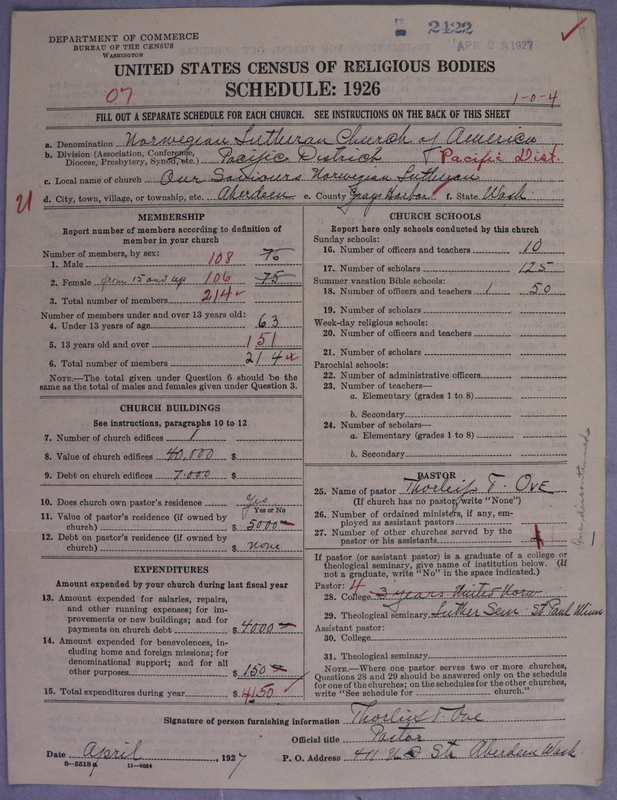 DEPARTMENT OF COMMERCE
BUREAU OF THE CENSUS
WASHINGTON
2422
APR 28 1927
UNITED STATES CENSUS OF RELIGIOUS BODIES
SCHEDULE: 1926
07
1-0-4
FILL OUT A SEPARATE SCHEDULE FOR EACH CHURCH. SEE INSTRUCTIONS ON THE BACK OF THIS SHEET
a. Denomination Norwegian Lutheran Church of America
b. Division (Association, Conference, Diocese, Presbytery, Synod, etc.) Pacific District Pacific Dist.
c. Local name of church Our Saviours Norwegian Lutheran
d. City, town, village, or township, etc. Aberdeen e. County Grays Harbor f. State Wash.
MEMBERSHIP
Report number of members according to definition of
member in your church
Number of members, by sex:
1. Male 108 76
2. Female from 15 and up 106 75
3. Total number of members 214
Number of members under and over 13 years old:
4. Under 13 years of age 63
5. 13 years old and over 151
6. Total number of members 214
NOTE.—The total given under Question 6 should be the
same as the total of males and females given under Question 3.
CHURCH BUILDINGS
See instructions, paragraphs 10 to 12
7. Number of church edifices 1
8. Value of church edifices 40,000 $
9. Debt on church edifices 7.000 $
10. Does church own pastor's residence Yes
Yes or No
11. Value of pastor's residence (if owned by
church) $ 5000
12. Debt on pastor's residence (if owned by
church) $ none
EXPENDITURES
Amount expended by your church during last fiscal year
13. Amount expended for salaries, repairs,
and other running expenses; for im-
provements or new buildings; and for
payments on church debt $ 4000
14. Amount expended for benevolences, in-
cluding home and foreign missions; for
denominational support; and for all
other purposes $ 150
15. Total expenditures during year $ 4150
CHURCH SCHOOLS
Report here only schools conducted by this church
Sunday schools:
16. Number of officers and teachers 10
17. Number of scholars 125
Summer vacation Bible schools:
18. Number of officers and teachers 1 50
19. Number of scholars
Week-day religious schools:
20. Number of officers and teachers
21. Number of scholars
Parochial schools:
22. Number of administrative officers
23. Number of teachers—
a. Elementary (grades 1 to 8)
b. Secondary
24. Number of scholars—
a. Elementary (grades 1 to 8)
b. Secondary
PASTOR
25. Name of pastor Thorleif T. Ove
(If church has no pastor, write "None")
26. Number of ordained ministers, if any, em-
ployed as assistant pastors
27. Number of other churches served by the
pastor or his assistants
If pastor (or assistant pastor) is a graduate of a college or
theological seminary, give name of institution below. (If
not a graduate, write "No" in the space indicated.)
Pastor:
28. College 3 years United Norw
29. Theological seminary Luther Sem St Paul Minn
Assistant pastor:
30. College
31. Theological seminary
NOTE.—Where one pastor serves two or more churches,
Questions 28 and 29 should be answered only on the schedule
for one of the churches; on the schedules for the other churches,
write "See schedule for church."
Signature of person furnishing information Thorleif T. Ove
Official title Pastor
Date April 1927 P. O. Address 411 N St. Aberdeen Wash
8-5518a 11-9054